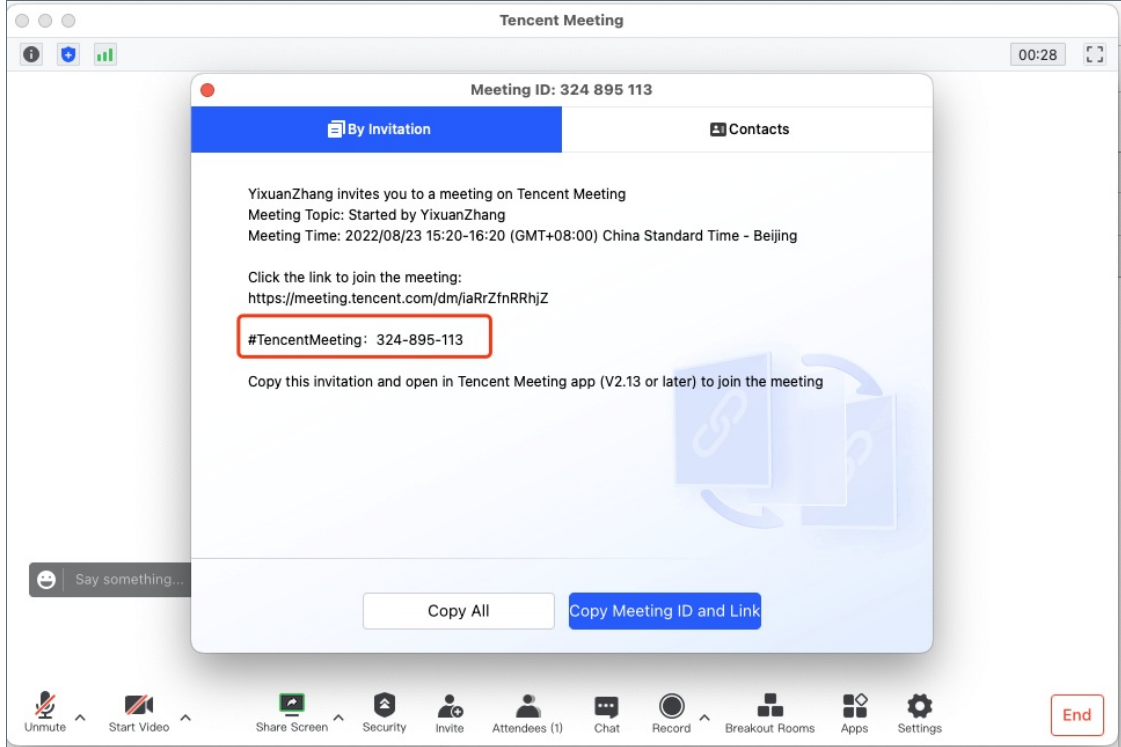 Tencent Meeting
00:28
Meeting ID: 324 895 113
By Invitation
Contacts
YixuanZhang invites you to a meeting on Tencent Meeting
Meeting Topic: Started by YixuanZhang
Meeting Time: 2022/08/23 15:20-16:20 (GMT+08:00) China Standard Time - Beijing
Click the link to join the meeting:
https://meeting.tencent.com/dm/iaRrZfnRRhjZ
#TencentMeeting：324-895-113
Copy this invitation and open in Tencent Meeting app (V2.13 or later) to join the meeting
Say something...
Copy All
Copy Meeting ID and Link
Unmute
Start Video
Share Screen
Security
Invite
Attendees (1)
Chat
Record
Breakout Rooms
Apps
Settings
End